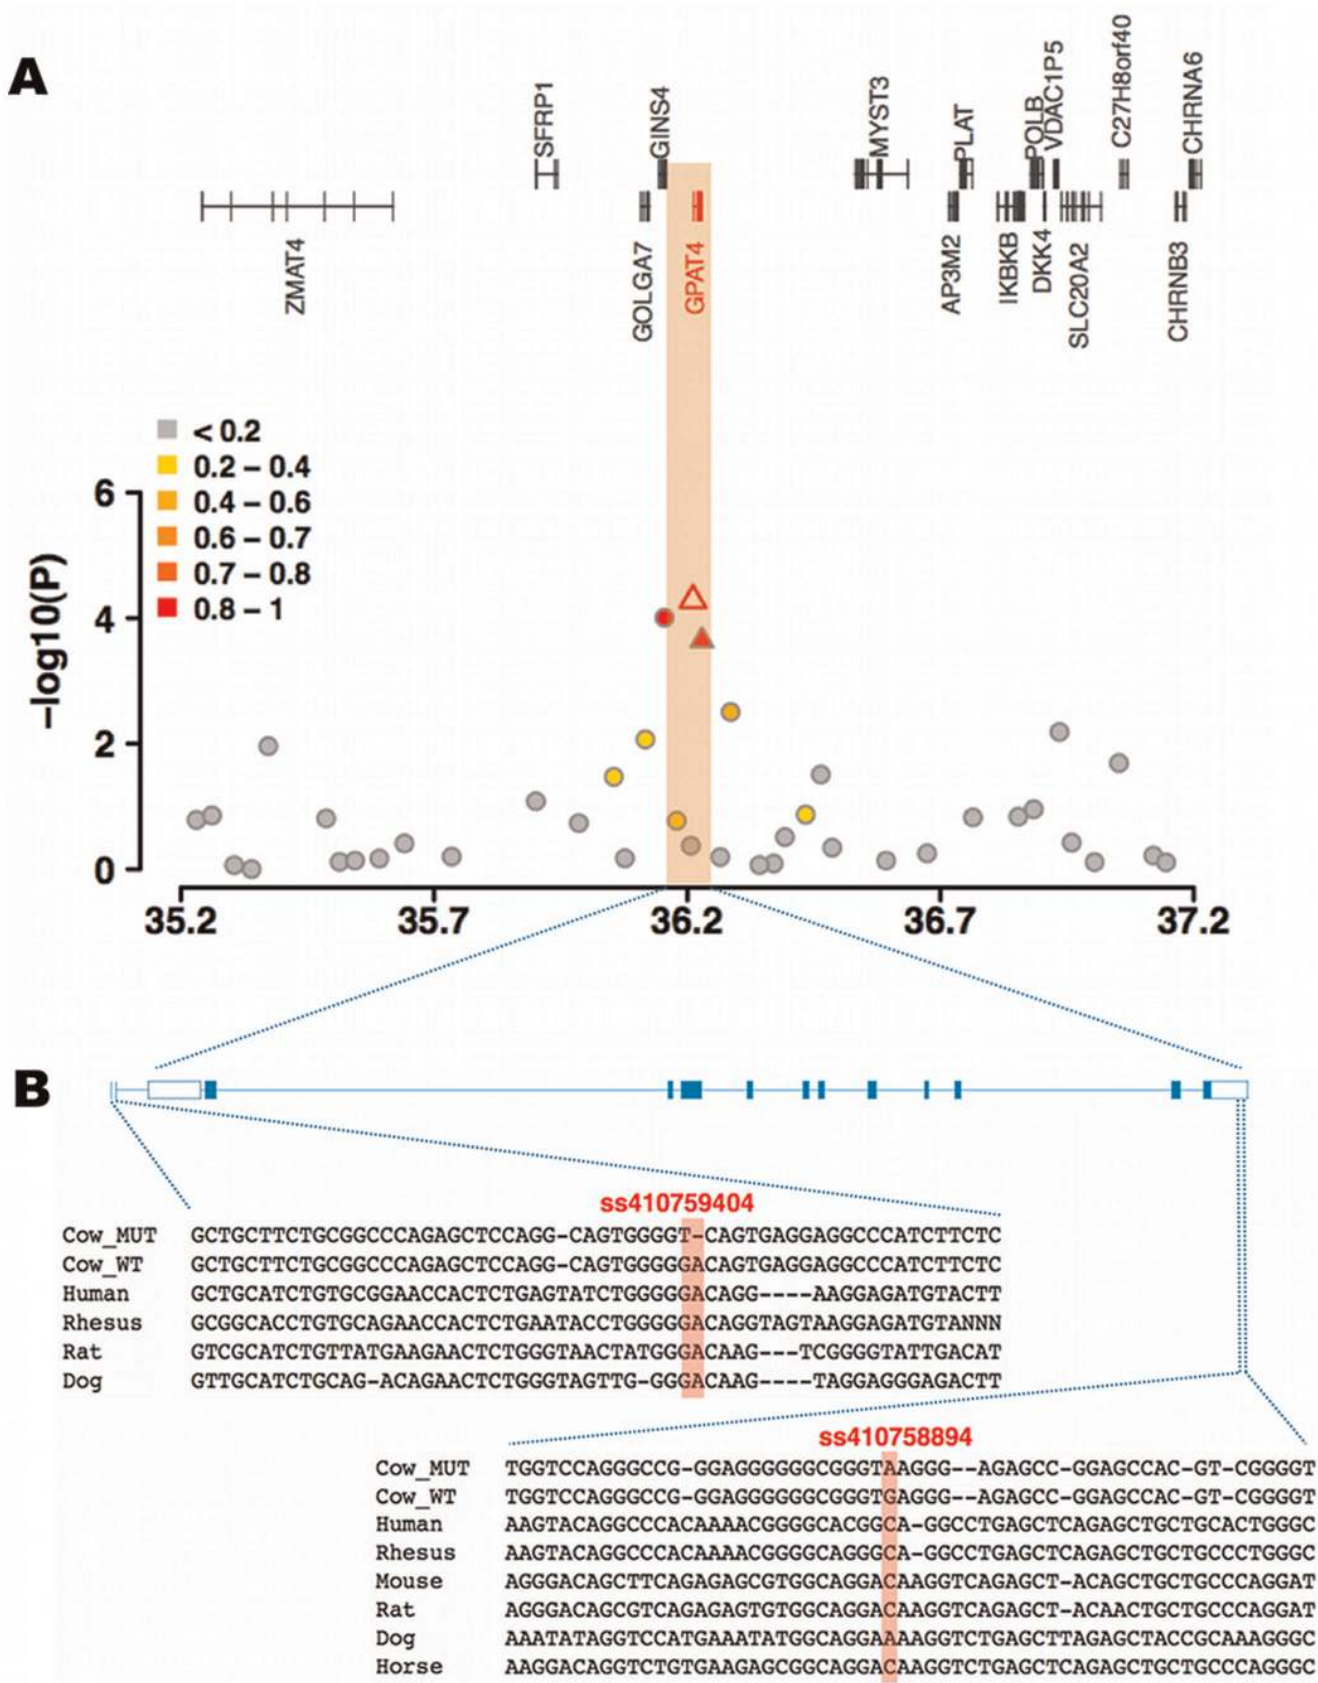 A
SFRP1
GINS4
MYST3
PLAT
POLB
VDAC1P5
C27H8orf40
CHRNA6
ZMAT4
GOLGA7
GPAT4
AP3M2
IKBKB
DKK4
SLC20A2
CHRNB3
< 0.2
0.2 – 0.4
0.4 – 0.6
0.6 – 0.7
0.7 – 0.8
0.8 – 1
–log10(P)
6
4
2
0
35.2 35.7 36.2 36.7 37.2
B
ss410759404
Cow_MUT GCTGCTTCTGCGGCCCAGAGCTCCAGG-CAGTGGGGT-CAGTGAGGAGGCCCATCTTCTC
Cow_WT GCTGCTTCTGCGGCCCAGAGCTCCAGG-CAGTGGGGGACAGTGAGGAGGCCCATCTTCTC
Human GCTGCATCTGTGCGGAACCACTCTGAGTATCTGGGGGACAGG----AAGGAGATGTACTT
Rhesus GCGGCACCTGTGCAGAACCACTCTGAATACCTGGGGGACAGGTAGTAAGGAGATGTANNN
Rat GTCGCATCTGTTATGAAGAACTCTGGGTAACTATGGGACAAG---TCGGGGTATTGACAT
Dog GTTGCATCTGCAG-ACAGAACTCTGGGTAGTTG-GGGACAAG----TAGGAGGGAGACTT
ss410758894
Cow_MUT TGGTCCAGGGCCG-GGAGGGGGGCGGGTAAGGG--AGAGCC-GGAGCCAC-GT-CGGGGT
Cow_WT TGGTCCAGGGCCG-GGAGGGGGGCGGGTGAGGG--AGAGCC-GGAGCCAC-GT-CGGGGT
Human AAGTACAGGCCCACAAAACGGGGCACGGCA-GGCCTGAGCTCAGAGCTGCTGCACTGGGC
Rhesus AAGTACAGGCCCACAAAACGGGGCAGGGCA-GGCCTGAGCTCAGAGCTGCTGCCCTGGGC
Mouse AGGGACAGCTTCAGAGAGCGTGGCAGGACAAGGTCAGAGCT-ACAGCTGCTGCCCAGGAT
Rat AGGGACAGCGTCAGAGAGTGTGGCAGGACAAGGTCAGAGCT-ACAACTGCTGCCCAGGAT
Dog AAATATAGGTCCATGAAATATGGCAGGAAAAGGTCTGAGCTTAGAGCTACCGCAAAGGGC
Horse AAGGACAGGTCTGTGAAGAGCGGCAGGACAAGGTCTGAGCTCAGAGCTGCTGCCCAGGGC